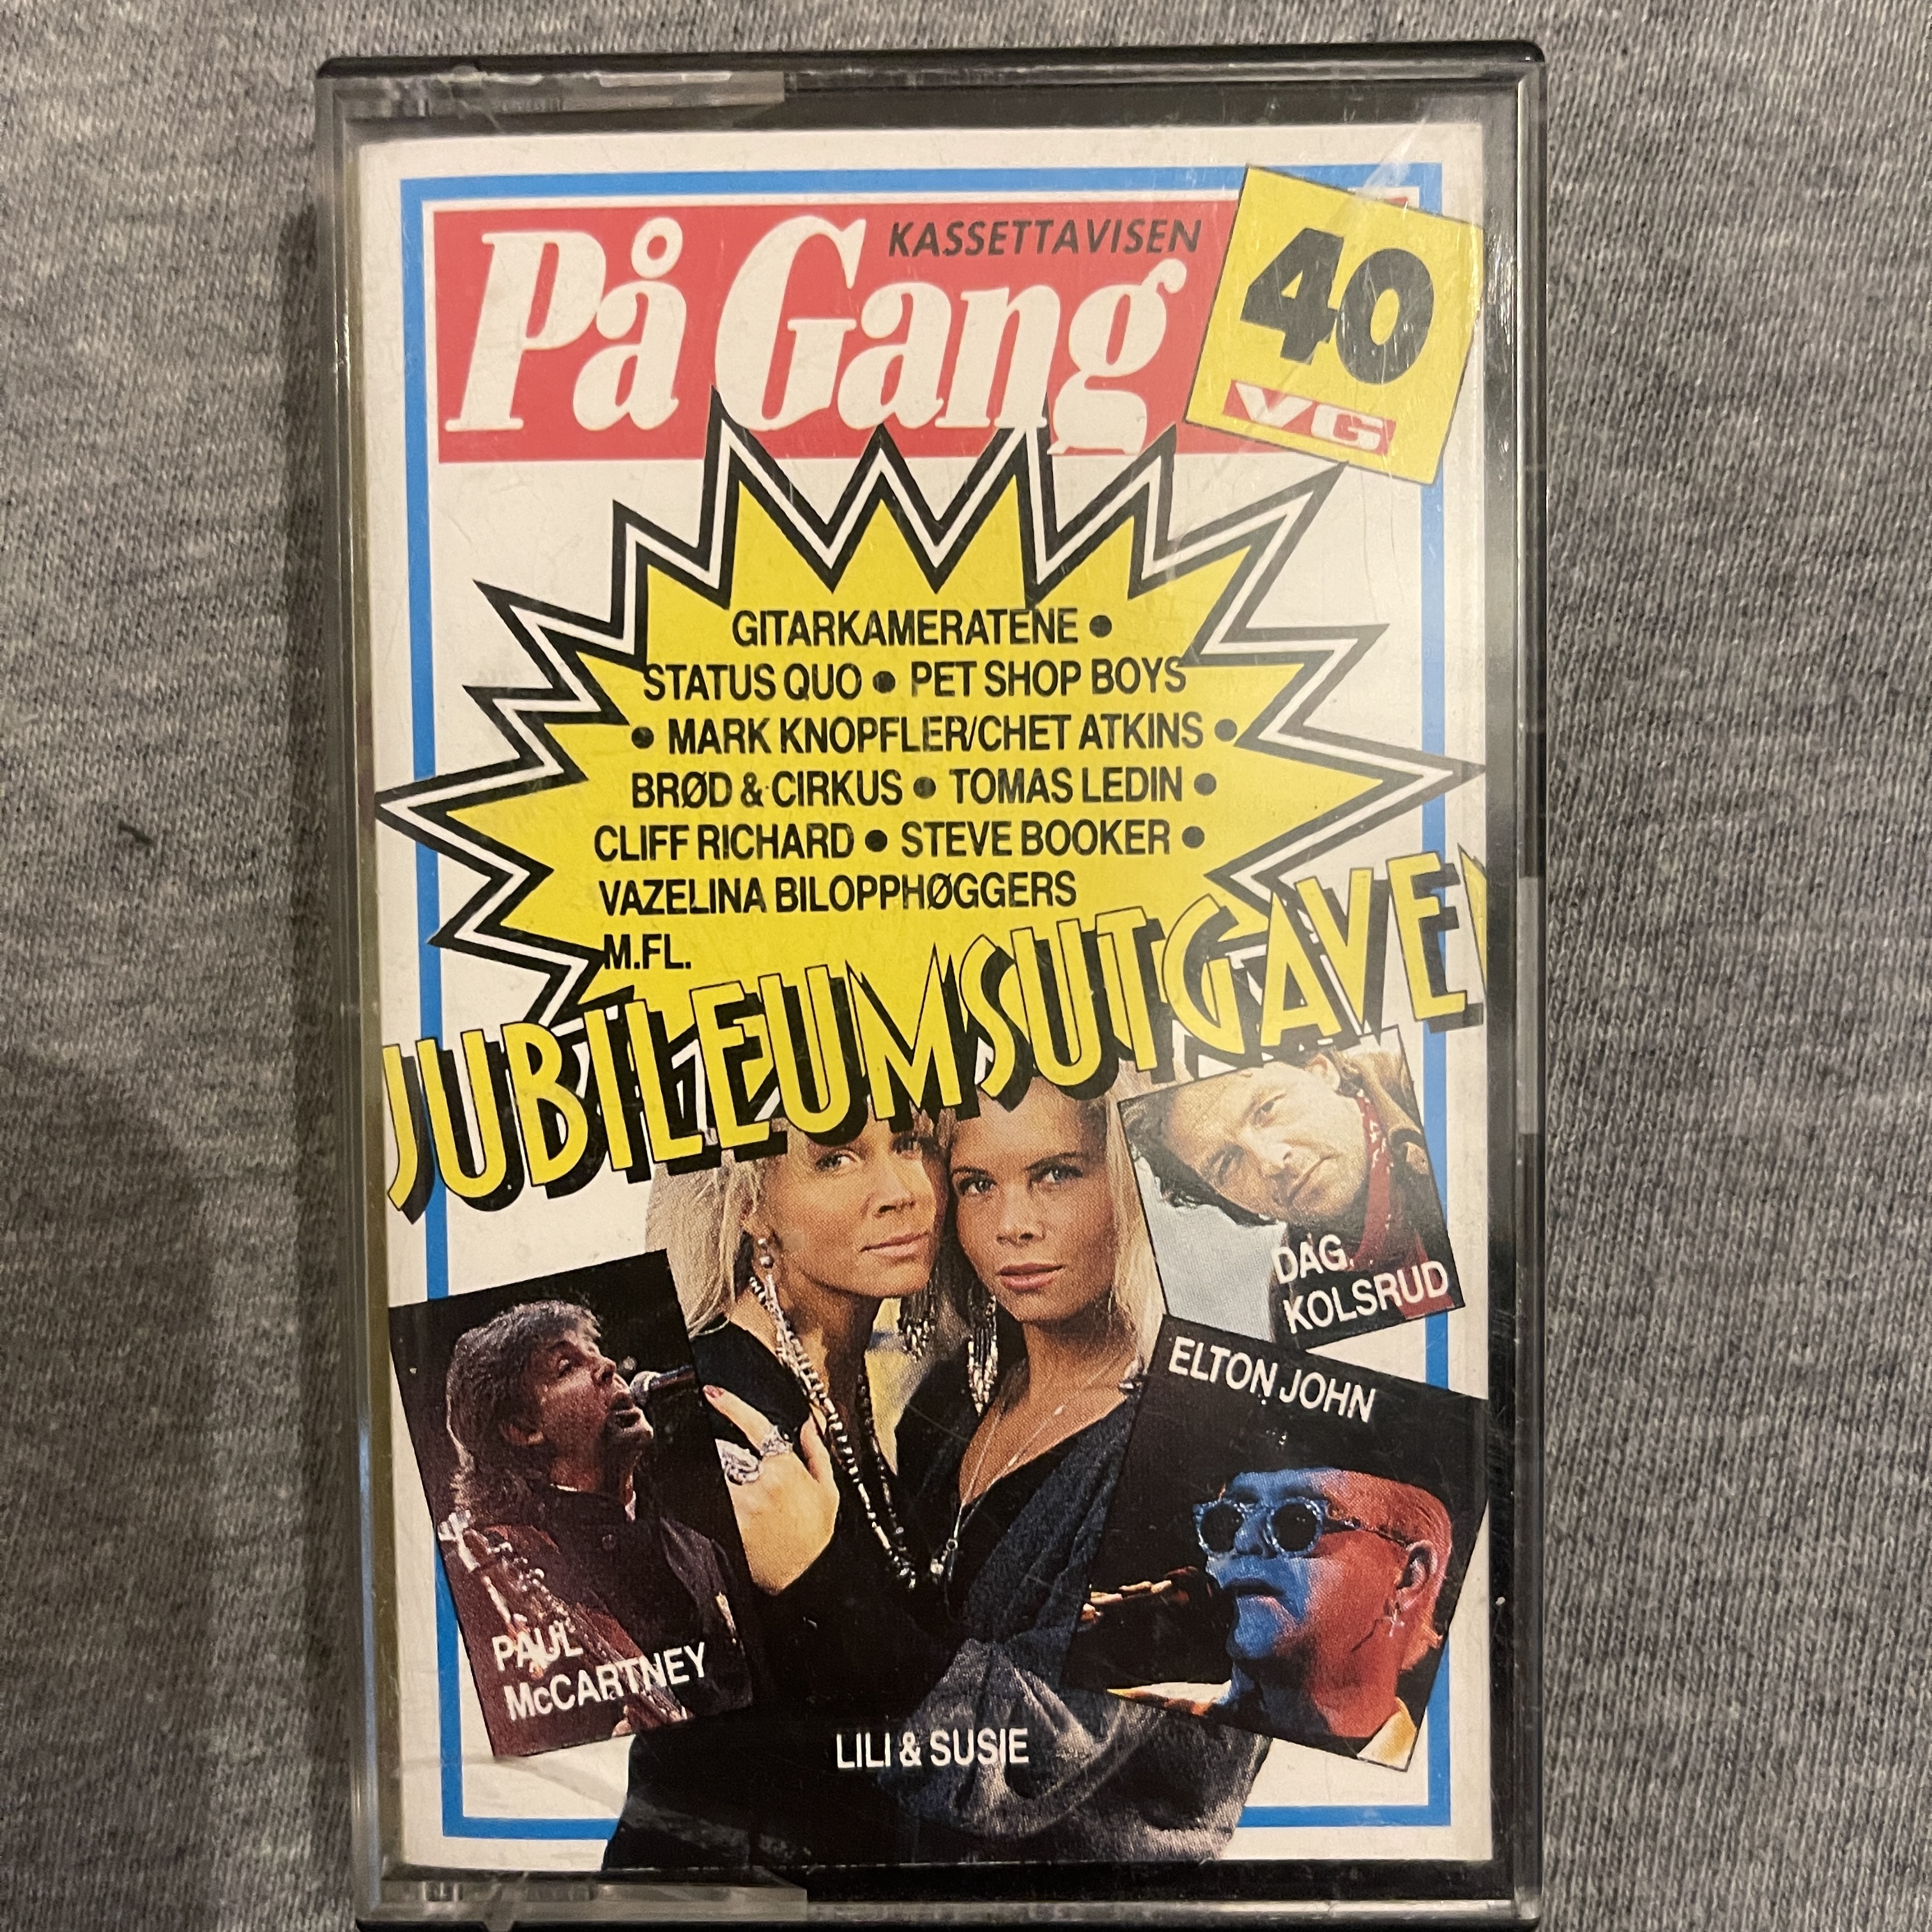 KASSETTAVISEN
På Gang
40
VG
GITARKAMERATENE •
STATUS QUO • PET SHOP BOYS
• MARK KNOPFLER/CHET ATKINS •
BRØD & CIRKUS • TOMAS LEDIN •
CLIFF RICHARD • STEVE BOOKER •
VAZELINA BILOPPHØGGERS
M.FL.
JUBILEUMSUTGAVEN
DAG
KOLSRUD
ELTON JOHN
PAUL
McCARTNEY
LILI & SUSIE